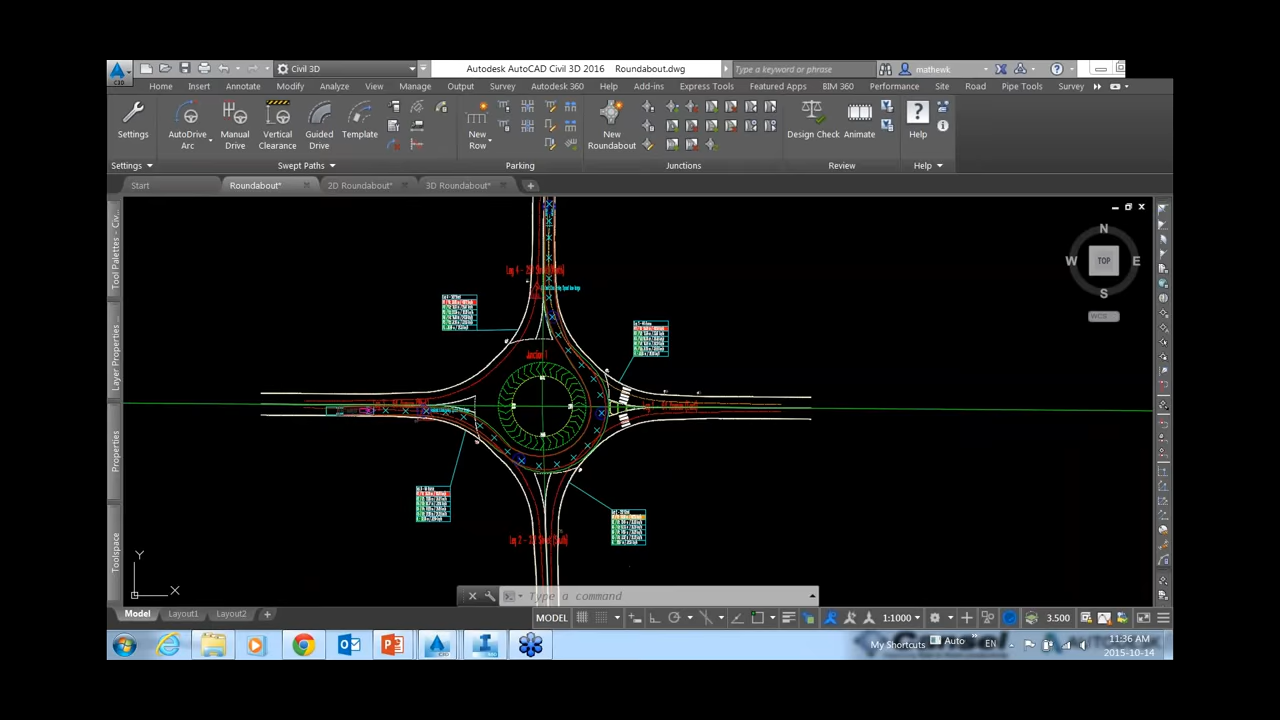 Civil 3D
Autodesk AutoCAD Civil 3D 2016 Roundabout.dwg
Type a keyword or phrase
mathewk
Home Insert Annotate Modify Analyze View Manage Output Survey Autodesk 360 Help Add-ins Express Tools Featured Apps BIM 360 Performance Site Road Pipe Tools Survey
Settings
AutoDrive Arc
Manual Drive
Vertical Clearance
Guided Drive
Template
New Row
New Roundabout
Design Check
Animate
Help
Settings
Swept Paths
Parking
Junctions
Review
Help
Start
Roundabout*
2D Roundabout*
3D Roundabout*
Tool Palettes - Civ...
Layer Properties ...
Properties
Toolspace
N
W
TOP
E
S
WCS
Junction 1
Y
X
Type a command
Model Layout1 Layout2
MODEL
1:1000
3.500
My Shortcuts
Auto
EN
11:36 AM
2015-10-14